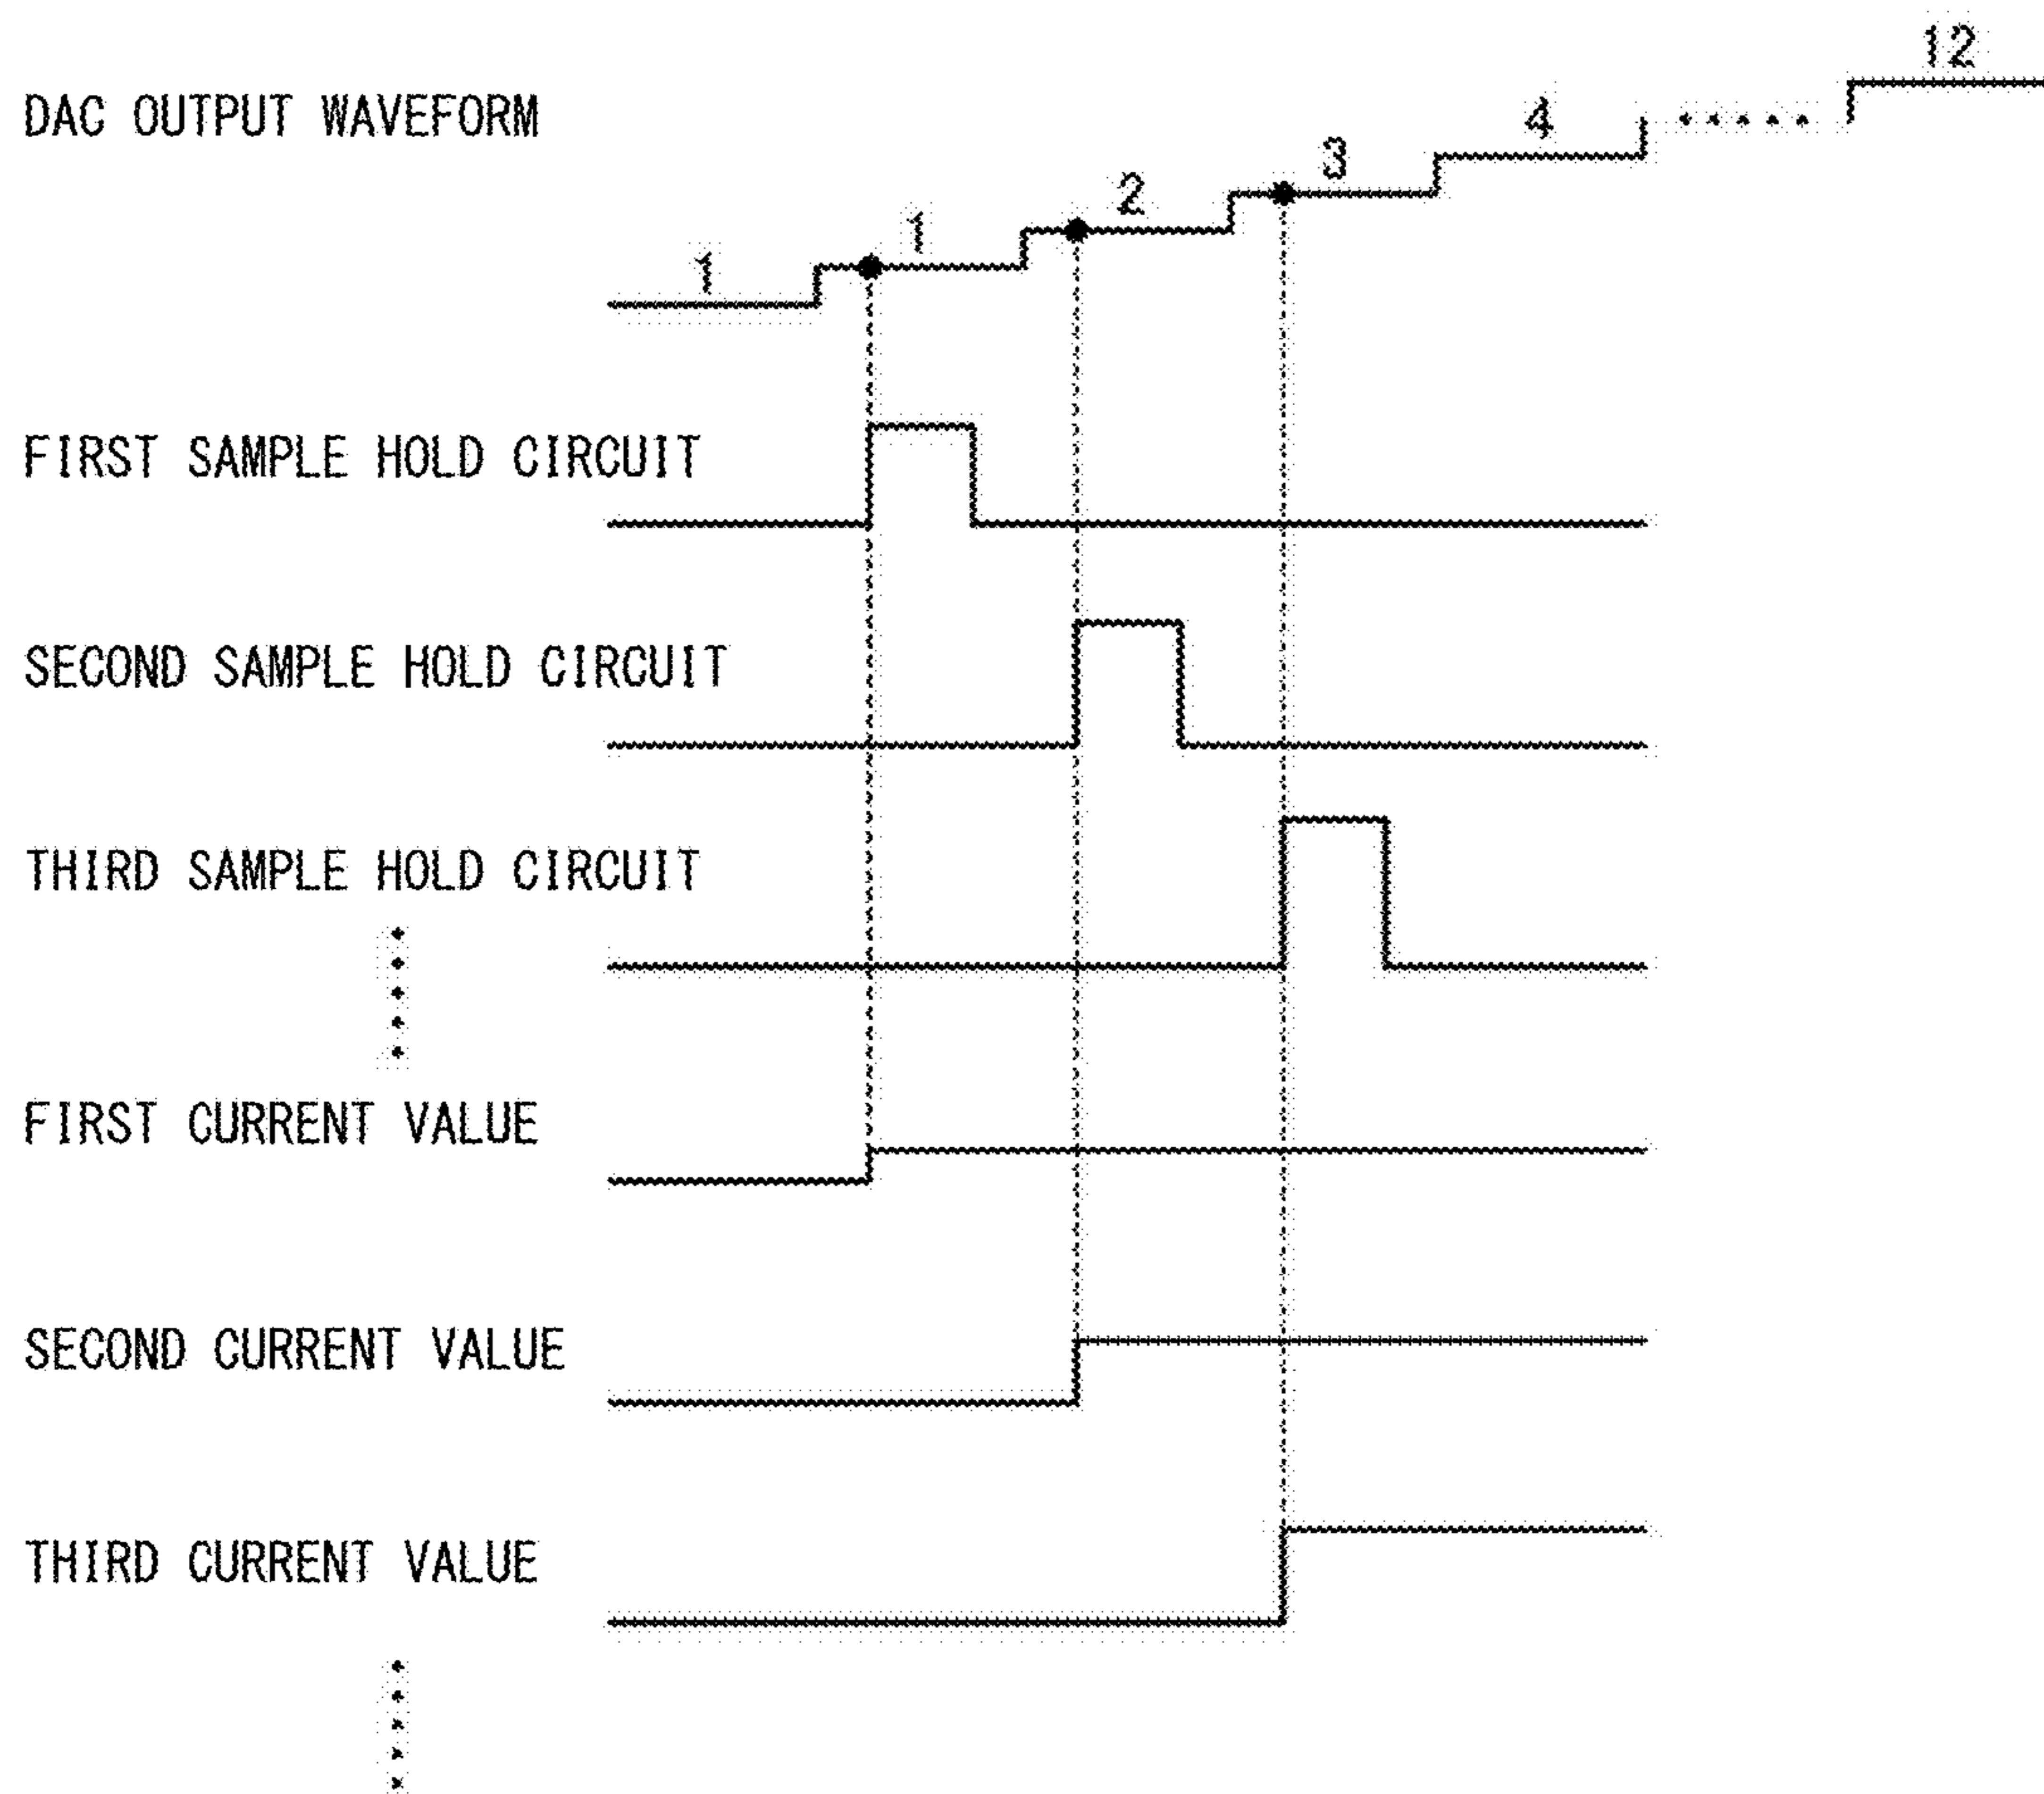 12
DAC OUTPUT WAVEFORM
4
3
2
1
1
FIRST SAMPLE HOLD CIRCUIT
SECOND SAMPLE HOLD CIRCUIT
THIRD SAMPLE HOLD CIRCUIT
FIRST CURRENT VALUE
SECOND CURRENT VALUE
THIRD CURRENT VALUE